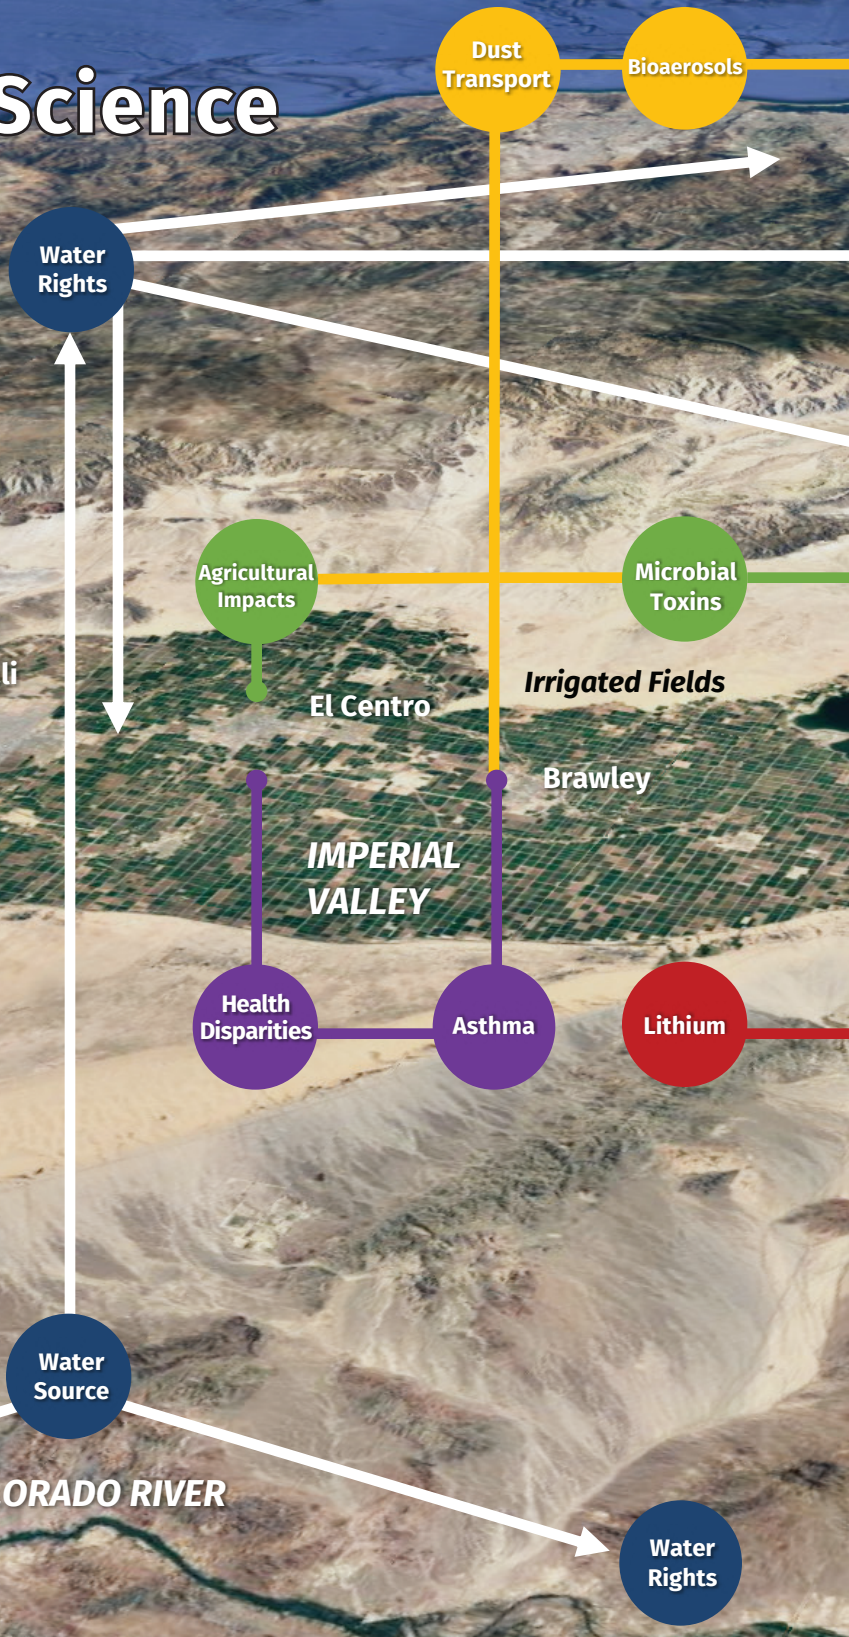 Dust
Transport
Bioaerosols
Science
Water
Rights
Agricultural
Impacts
Microbial
Toxins
li
Irrigated Fields
El Centro
Brawley
IMPERIAL
VALLEY
Health
Disparities
Asthma
Lithium
Water
Source
ORADO RIVER
Water
Rights